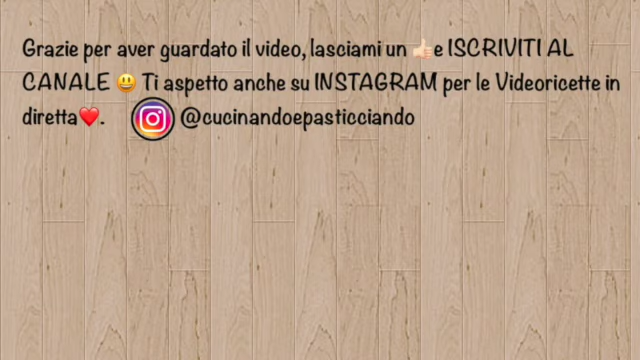 Grazie per aver guardato il video, lasciami un 👍🏻e ISCRIVITI AL
CANALE 😃 Ti aspetto anche su INSTAGRAM per le Videoricette in
diretta❤️. @cucinandoepasticciando